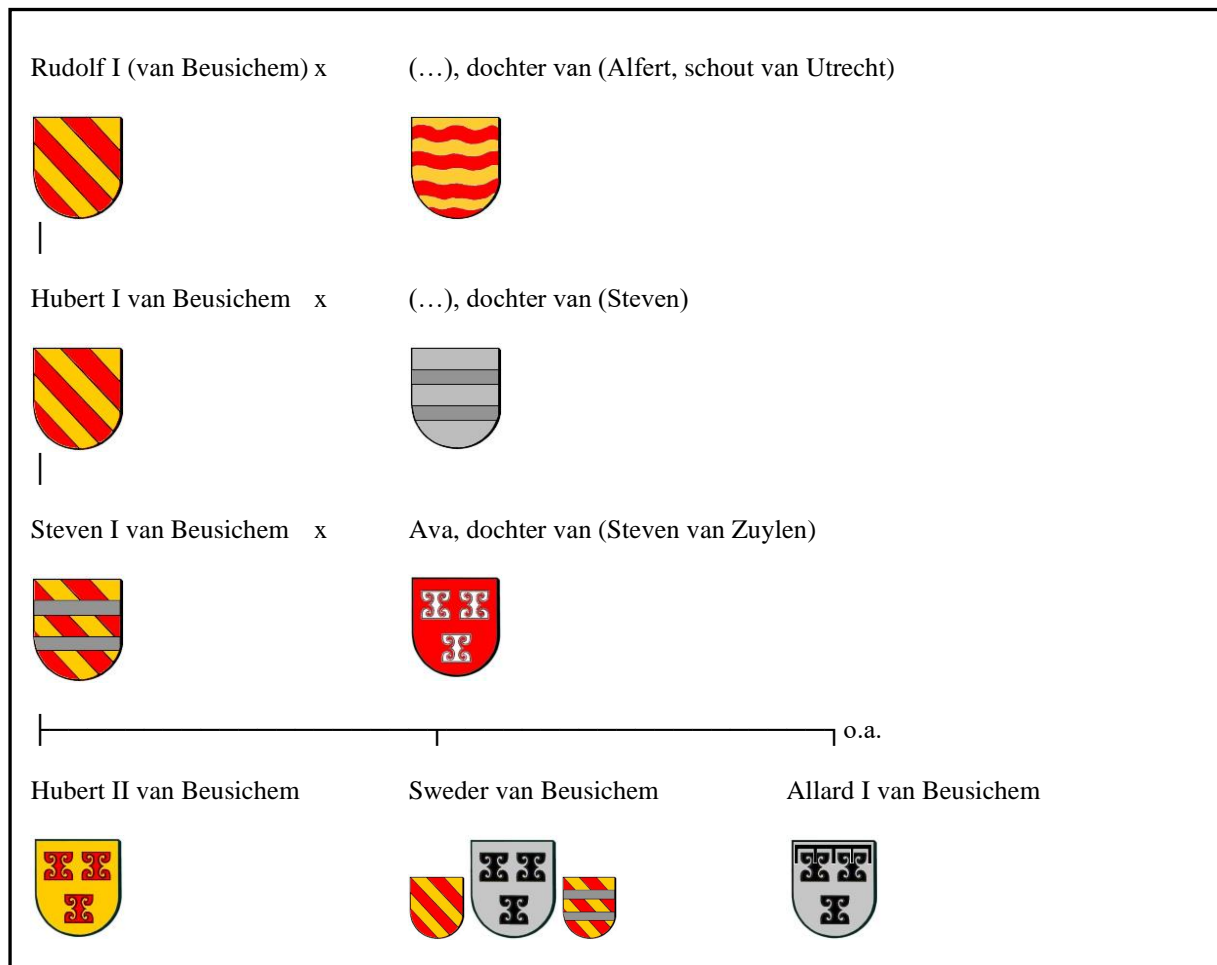 Rudolf I (van Beusichem) x (…), dochter van (Alfert, schout van Utrecht)
Hubert I van Beusichem x (…), dochter van (Steven)
Steven I van Beusichem x Ava, dochter van (Steven van Zuylen)
o.a.
Hubert II van Beusichem Sweder van Beusichem Allard I van Beusichem